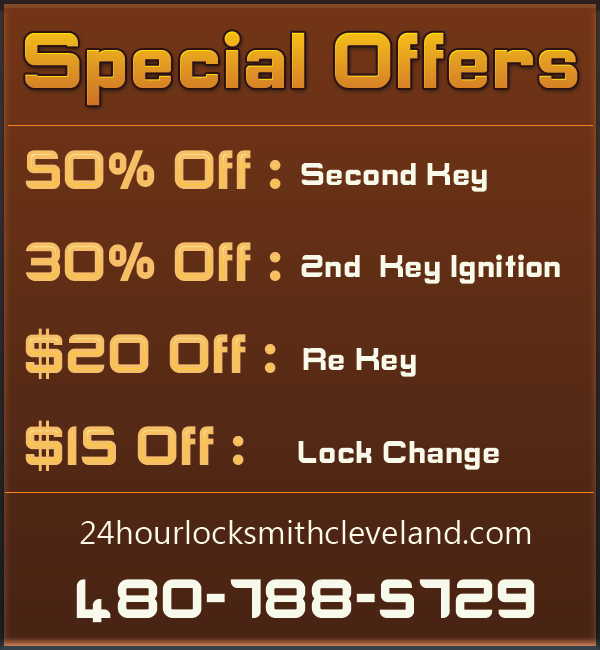 Special Offers
50% Off : Second Key
30% Off : 2nd Key Ignition
$20 Off : Re Key
$15 Off : Lock Change
24hourlocksmithcleveland.com
480-788-5729